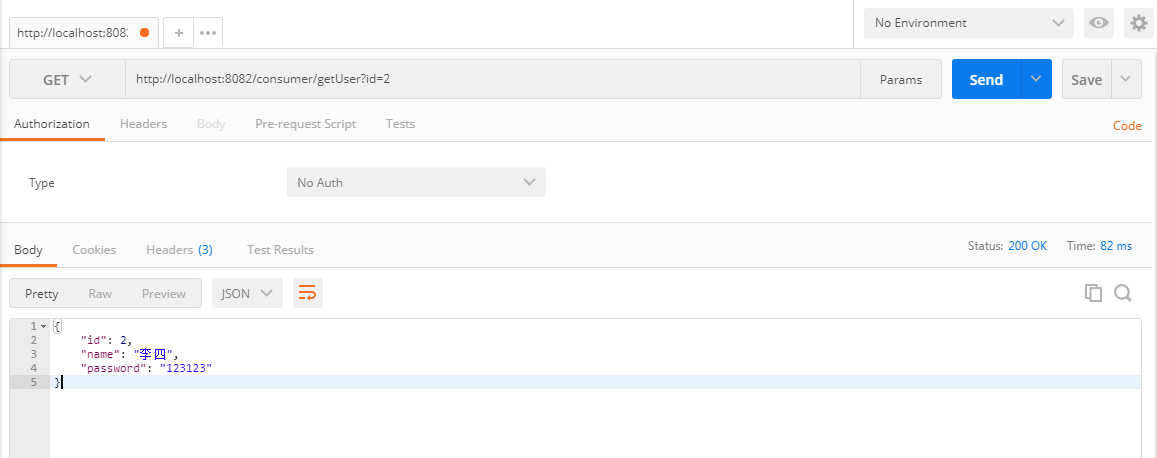 http://localhost:8082
No Environment
GET http://localhost:8082/consumer/getUser?id=2 Params Send Save
Authorization Headers Body Pre-request Script Tests Code
Type No Auth
Body Cookies Headers (3) Test Results Status: 200 OK Time: 82 ms
Pretty Raw Preview JSON
1 {
2 "id": 2,
3 "name": "李四",
4 "password": "123123"
5 }